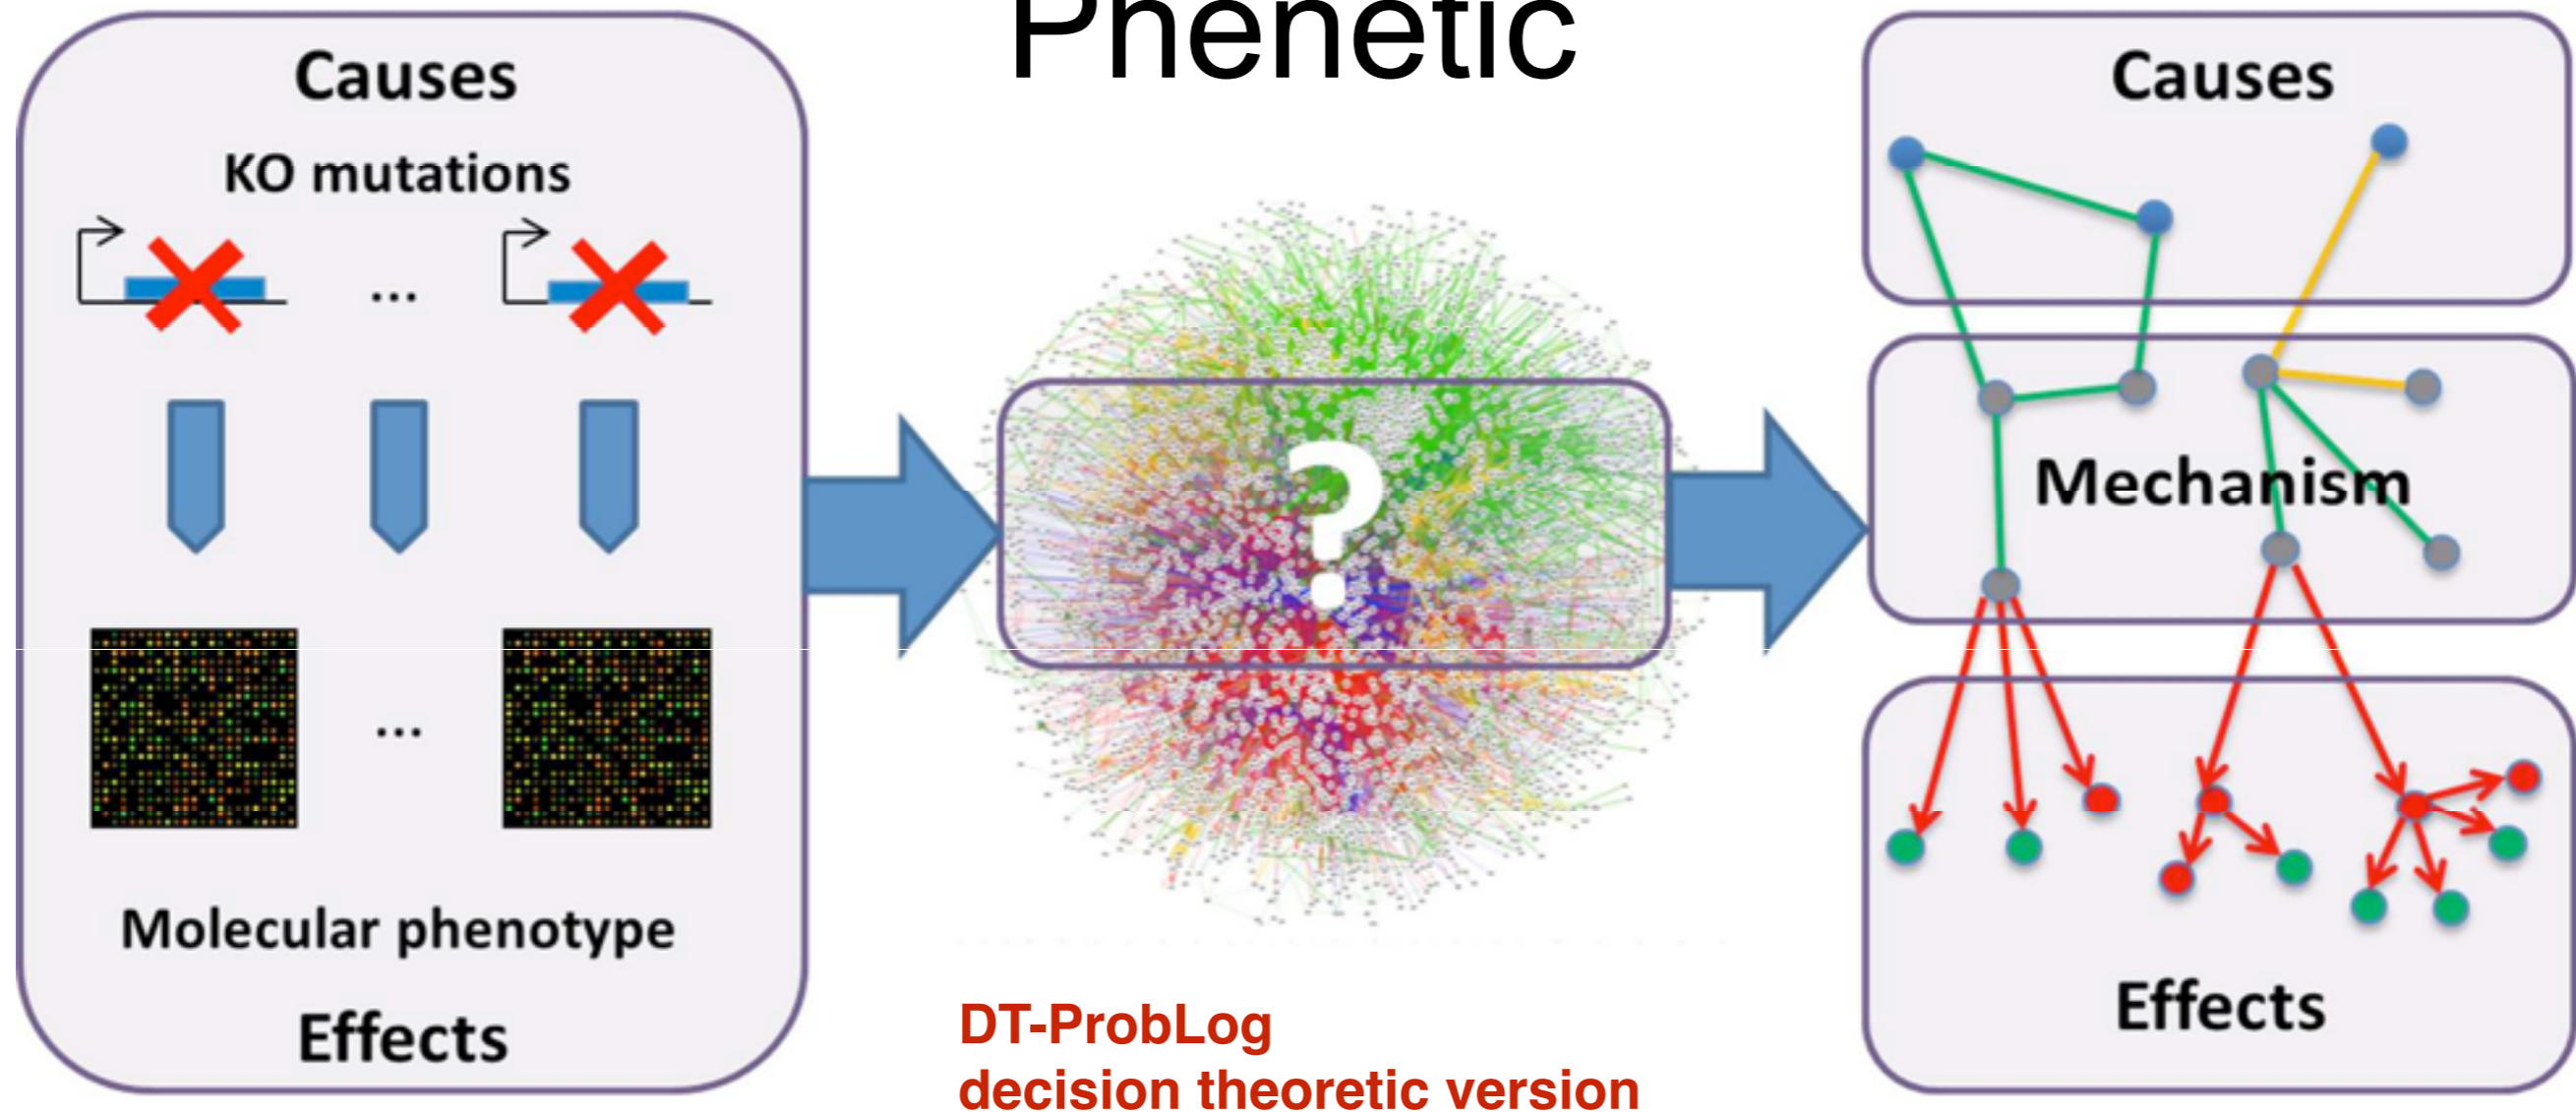 Phenetic
Causes
KO mutations
...
...
Molecular phenotype
Effects
?
DT-ProbLog
decision theoretic version
Causes
Mechanism
Effects